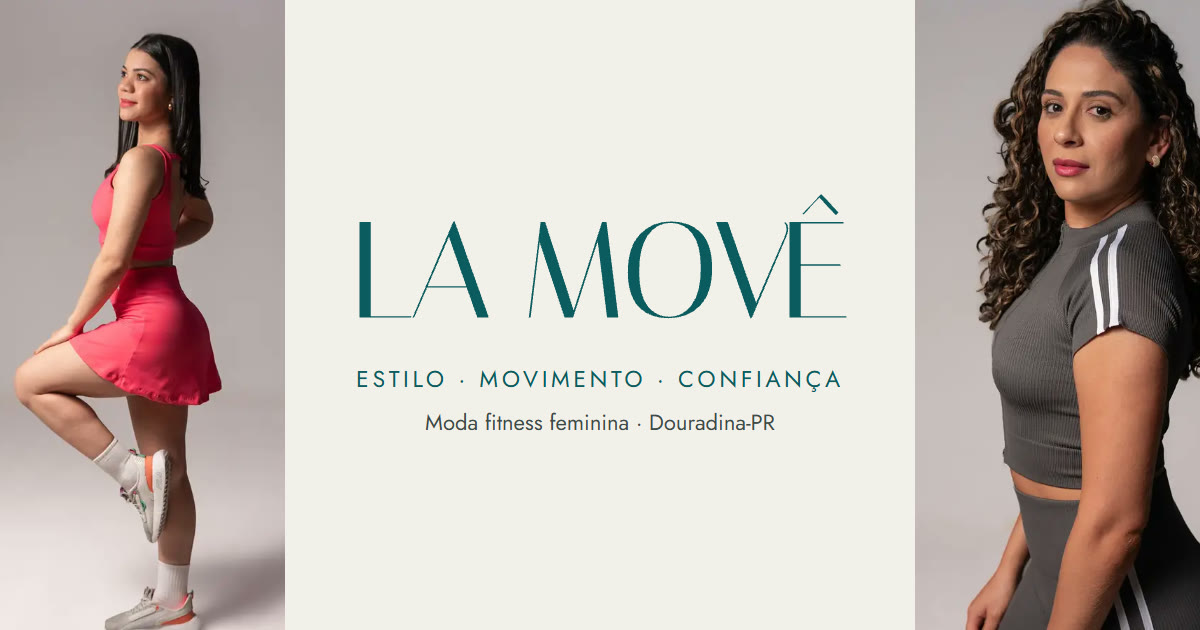 LA MOVÊ
ESTILO · MOVIMENTO · CONFIANÇA
Moda fitness feminina · Douradina-PR